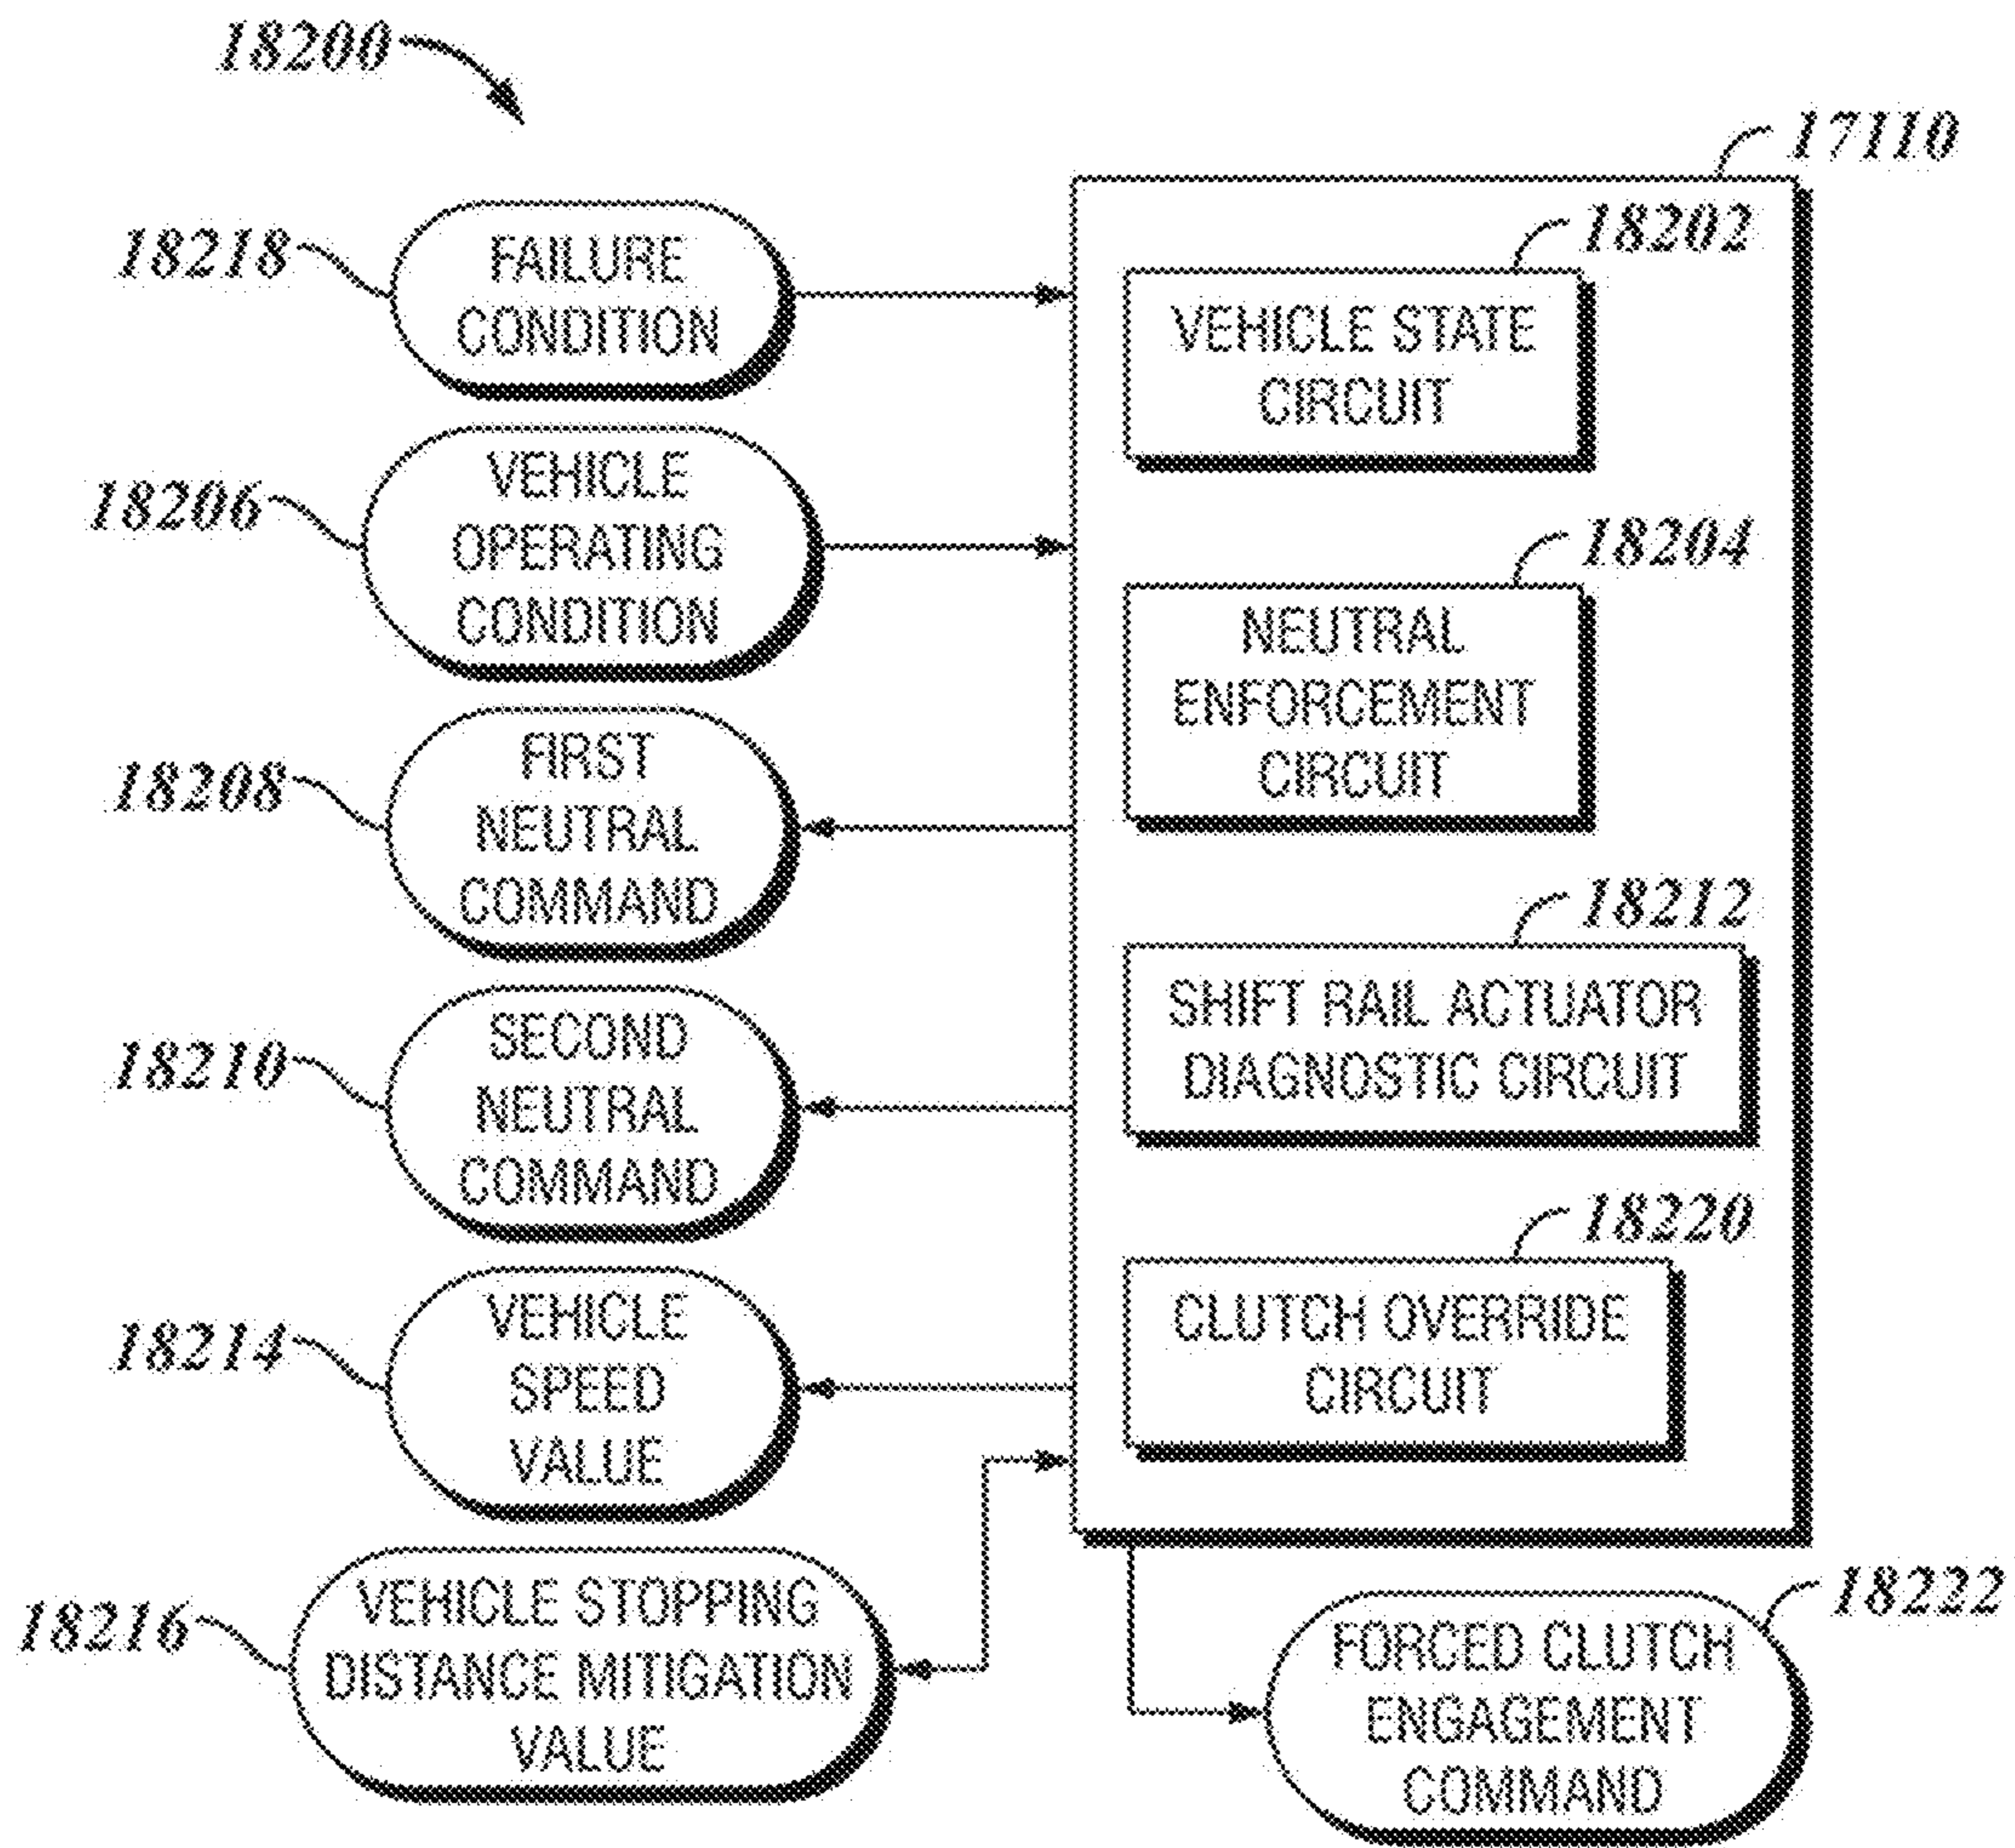 18200
17110
18218
FAILURE
CONDITION
18206
VEHICLE
OPERATING
CONDITION
18208
FIRST
NEUTRAL
COMMAND
18210
SECOND
NEUTRAL
COMMAND
18214
VEHICLE
SPEED
VALUE
18216
VEHICLE STOPPING
DISTANCE MITIGATION
VALUE
18202
VEHICLE STATE
CIRCUIT
18204
NEUTRAL
ENFORCEMENT
CIRCUIT
18212
SHIFT RAIL ACTUATOR
DIAGNOSTIC CIRCUIT
18220
CLUTCH OVERRIDE
CIRCUIT
18222
FORCED CLUTCH
ENGAGEMENT
COMMAND